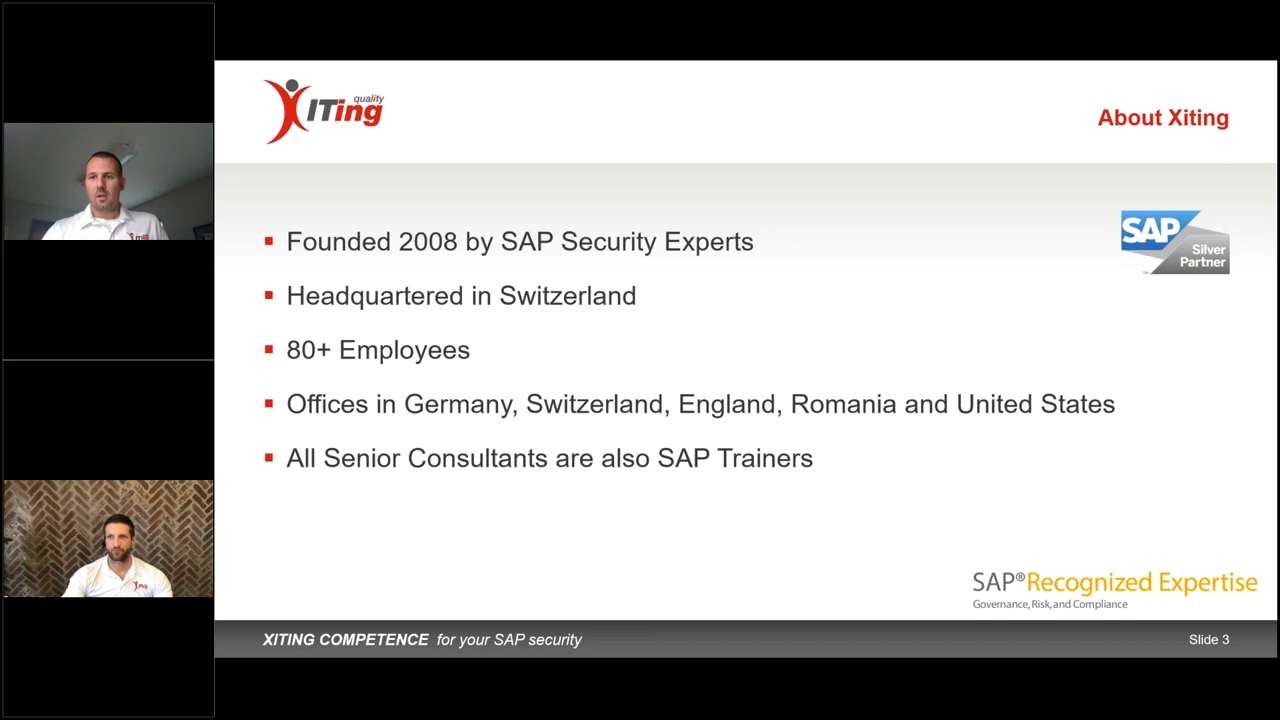 quality
XITing
About Xiting
Founded 2008 by SAP Security Experts
SAP
Silver
Partner
Headquartered in Switzerland
80+ Employees
Offices in Germany, Switzerland, England, Romania and United States
All Senior Consultants are also SAP Trainers
SAP® Recognized Expertise
Governance, Risk, and Compliance
XITING COMPETENCE for your SAP security
Slide 3